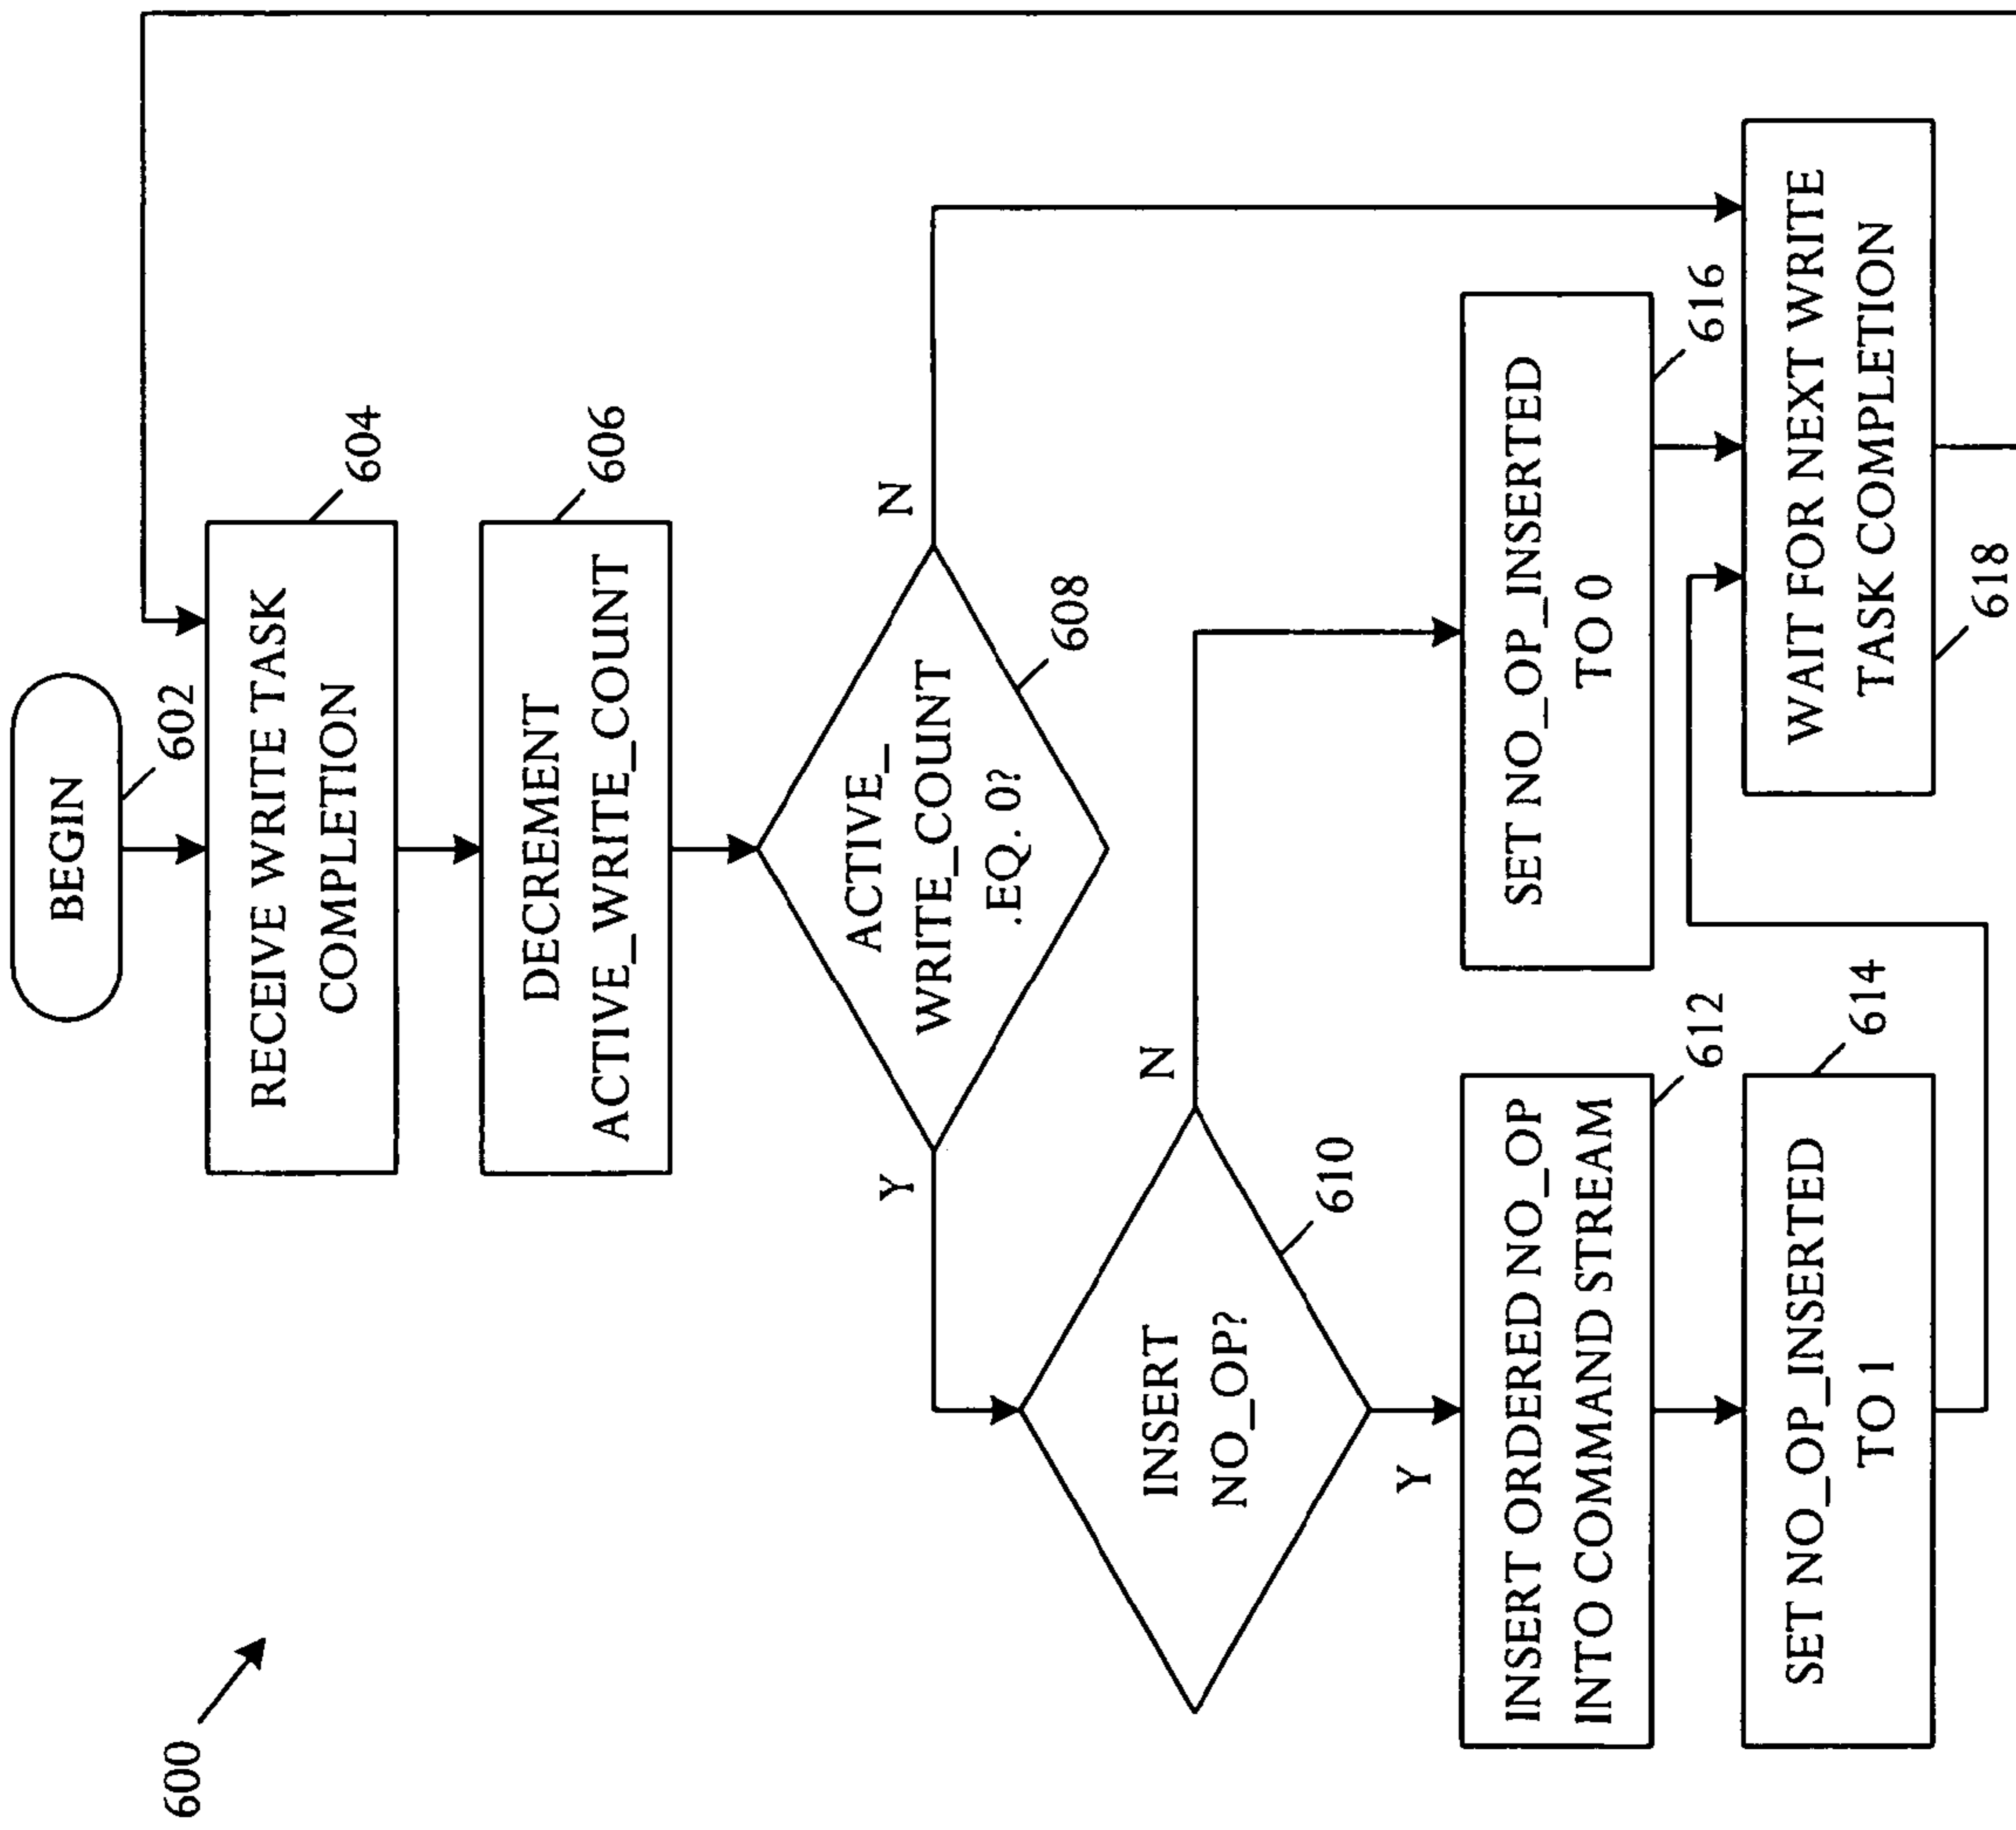 600
BEGIN
602
RECEIVE WRITE TASK
COMPLETION
604
DECREMENT
ACTIVE_WRITE_COUNT
606
ACTIVE_
WRITE_COUNT
.EQ. 0?
608
Y
N
INSERT
NO_OP?
610
N
Y
INSERT ORDERED NO_OP
INTO COMMAND STREAM
612
SET NO_OP_INSERTED
TO 0
616
SET NO_OP_INSERTED
TO 1
614
WAIT FOR NEXT WRITE
TASK COMPLETION
618